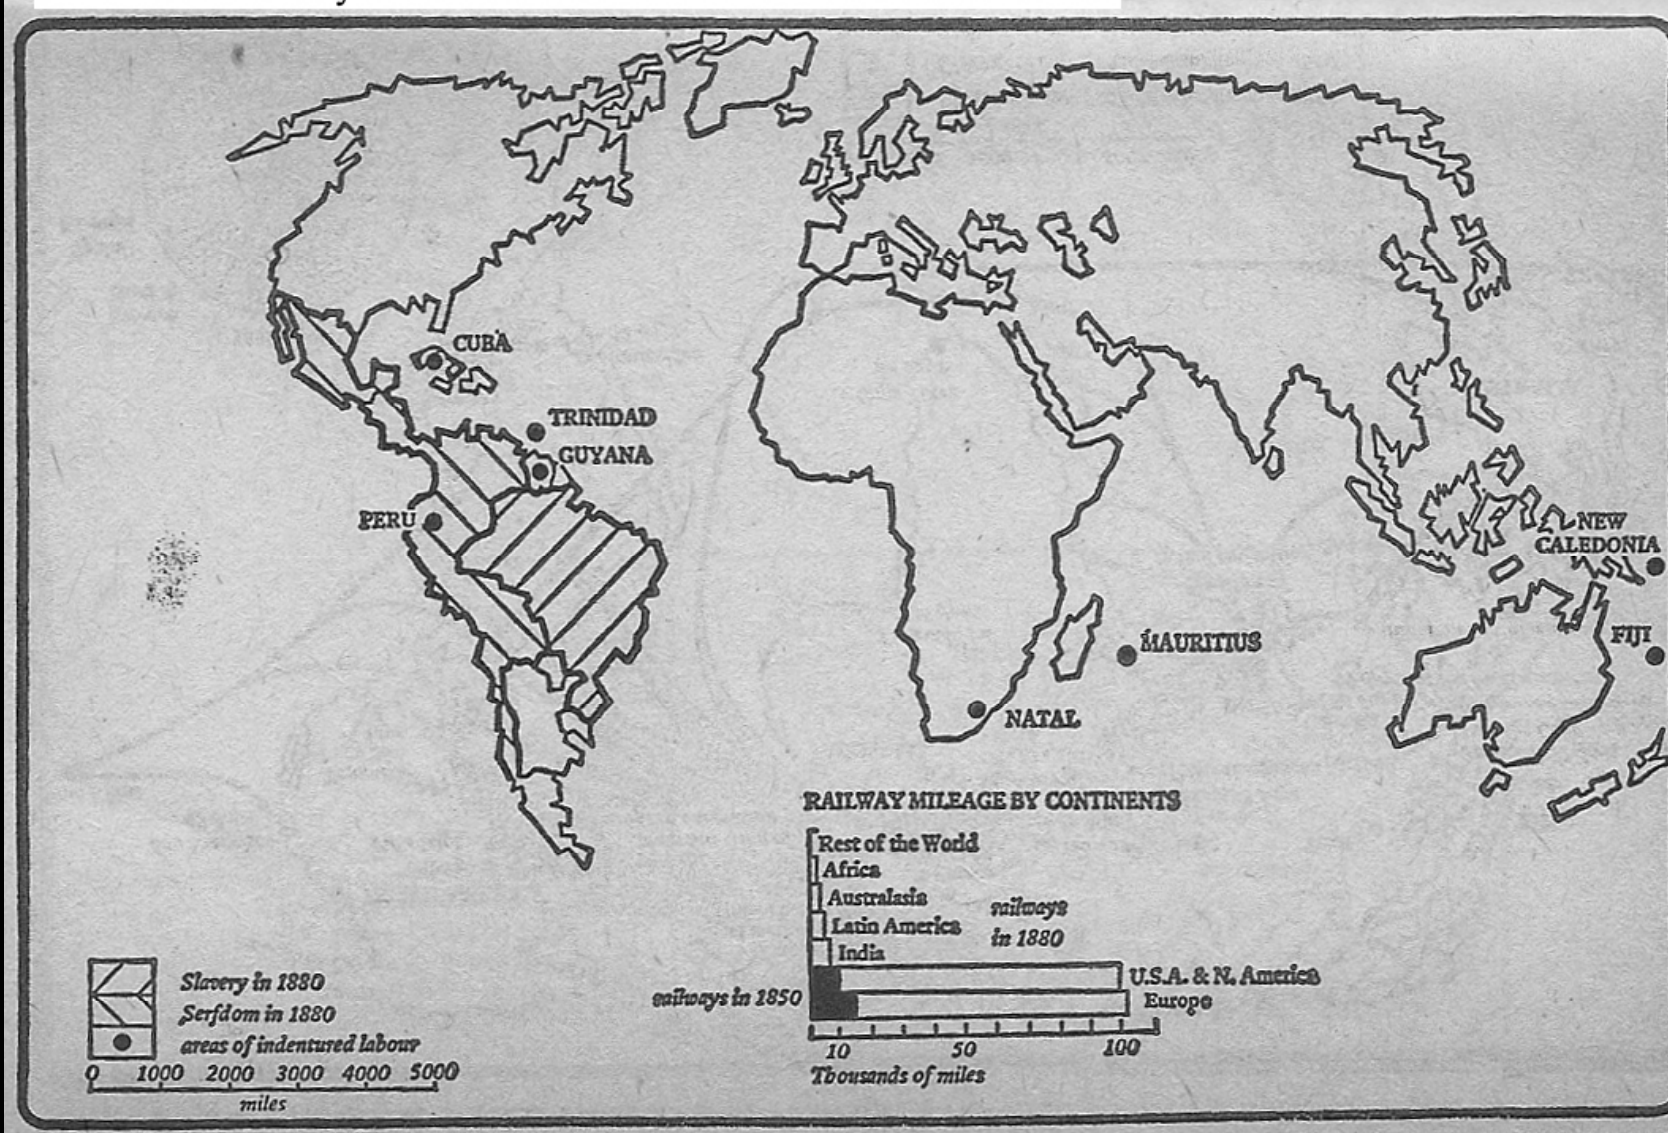 CUBA
TRINIDAD
GUYANA
PERU
NEW
CALEDONIA
MAURITIUS
FIJI
NATAL
RAILWAY MILEAGE BY CONTINENTS
Rest of the World
Africa
Australasia
Latin America
railways
in 1880
India
U.S.A. & N. America
railways in 1850
Europe
10 50 100
Thousands of miles
Slavery in 1880
Serfdom in 1880
areas of indentured labour
0 1000 2000 3000 4000 5000
miles